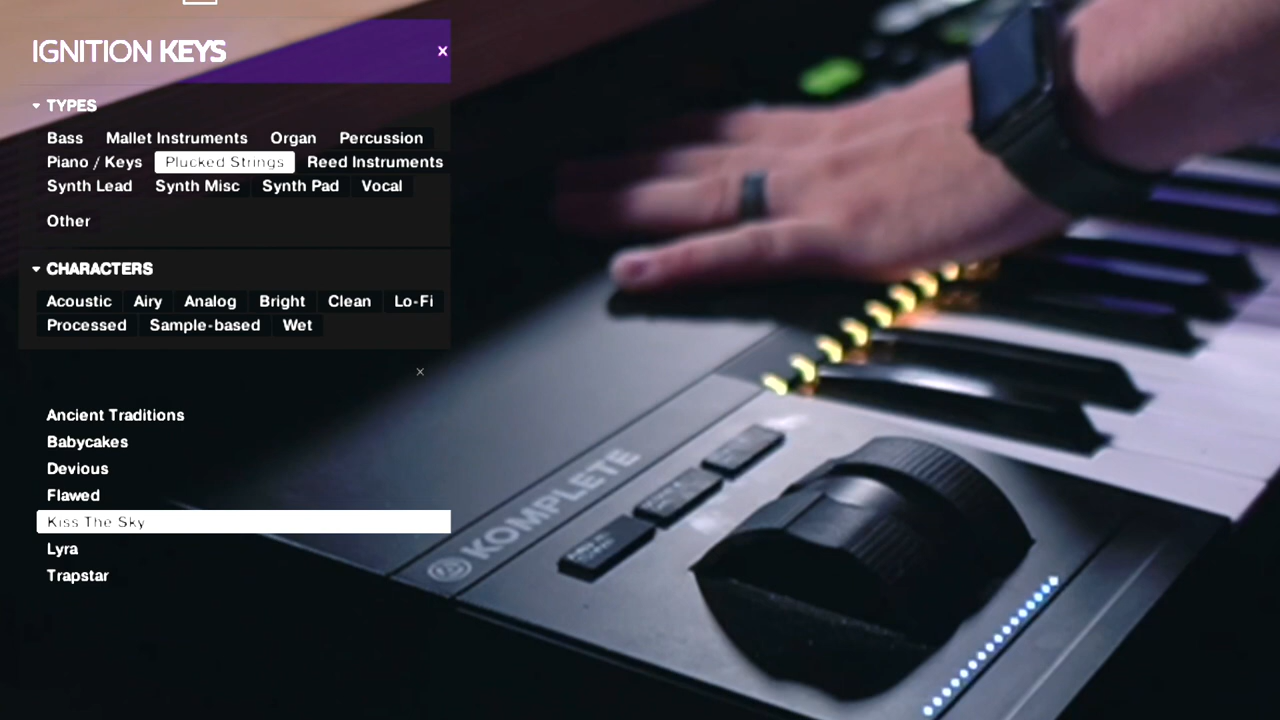 IGNITION KEYS ×
TYPES
Bass Mallet Instruments Organ Percussion
Piano / Keys Plucked Strings Reed Instruments
Synth Lead Synth Misc Synth Pad Vocal
Other
CHARACTERS
Acoustic Airy Analog Bright Clean Lo-Fi
Processed Sample-based Wet
×
Ancient Traditions
Babycakes
Devious
Flawed
Kiss The Sky
Lyra
Trapstar
KOMPLETE